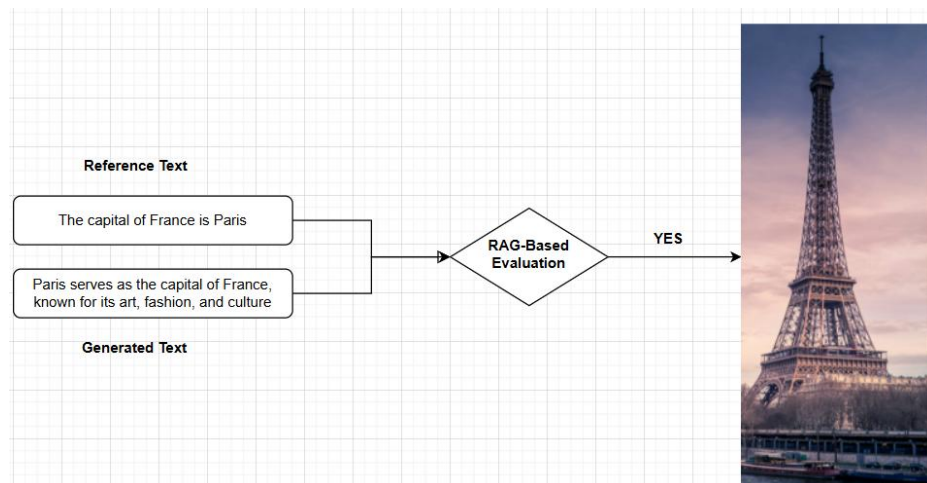 Reference Text
The capital of France is Paris
Paris serves as the capital of France,
known for its art, fashion, and culture
Generated Text
RAG-Based
Evaluation
YES